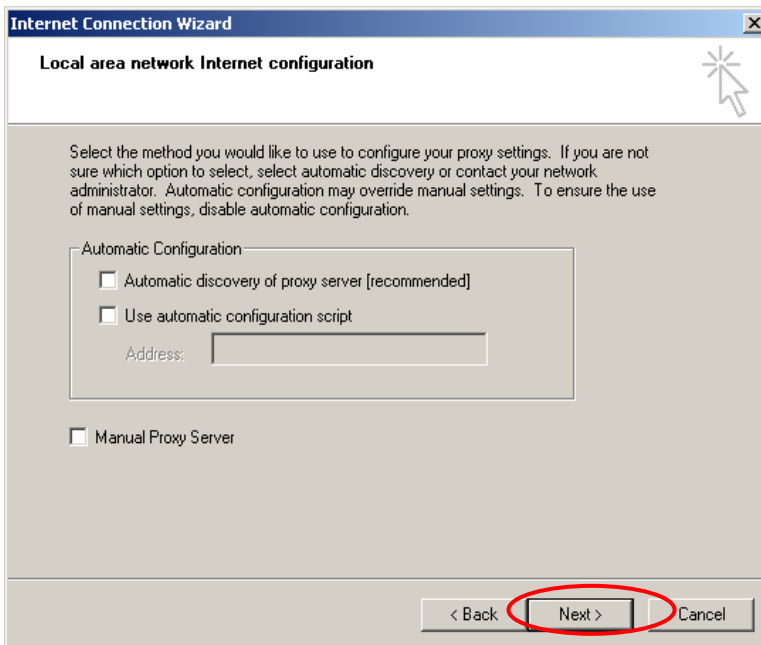 Internet Connection Wizard
Local area network Internet configuration
Select the method you would like to use to configure your proxy settings.  If you are not
sure which option to select, select automatic discovery or contact your network
administrator.  Automatic configuration may override manual settings.  To ensure the use
of manual settings, disable automatic configuration.
Automatic Configuration
Automatic discovery of proxy server [recommended]
Use automatic configuration script
Address:
Manual Proxy Server
< Back Next > Cancel